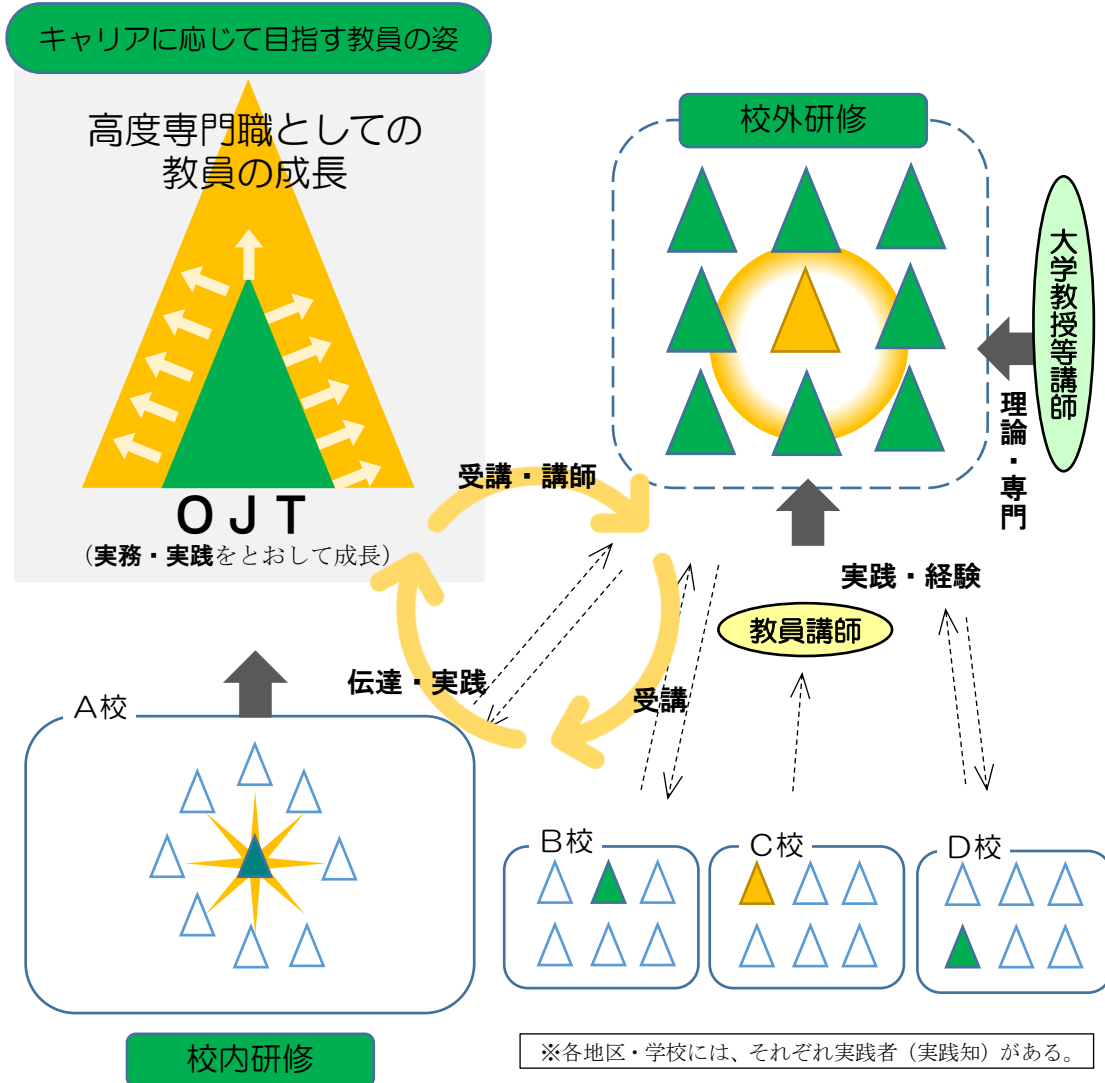 キャリアに応じて目指す教員の姿
高度専門職としての
教員の成長
OJT
（実務・実践をとおして成長）
校外研修
大学教授等講師
理論・専門
受講・講師
実践・経験
教員講師
伝達・実践
受講
A校
B校
C校
D校
校内研修
※各地区・学校には、それぞれ実践者（実践知）がある。